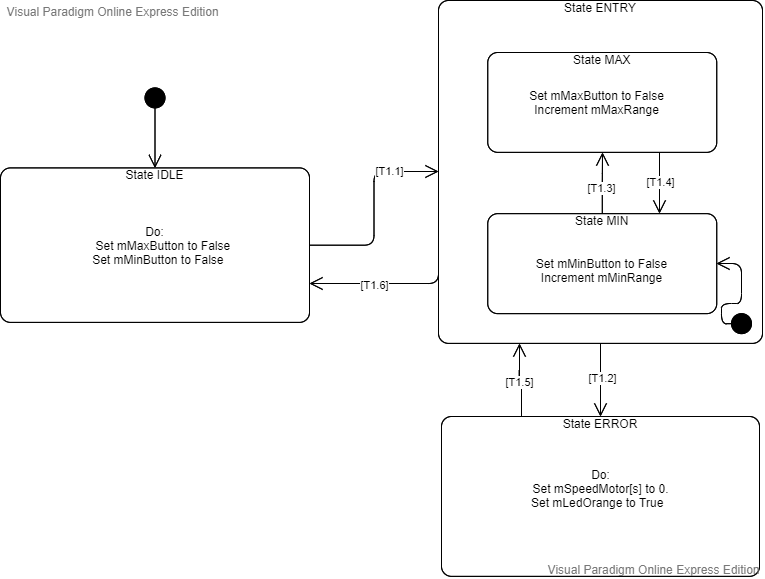 Visual Paradigm Online Express Edition
State ENTRY
State MAX
Set mMaxButton to False
Increment mMaxRange
State IDLE
[T1.1]
[T1.3]
[T1.4]
Do:
Set mMaxButton to False
Set mMinButton to False
State MIN
Set mMinButton to False
Increment mMinRange
[T1.6]
[T1.5]
[T1.2]
State ERROR
Do:
Set mSpeedMotor[s] to 0.
Set mLedOrange to True
Visual Paradigm Online Express Edition